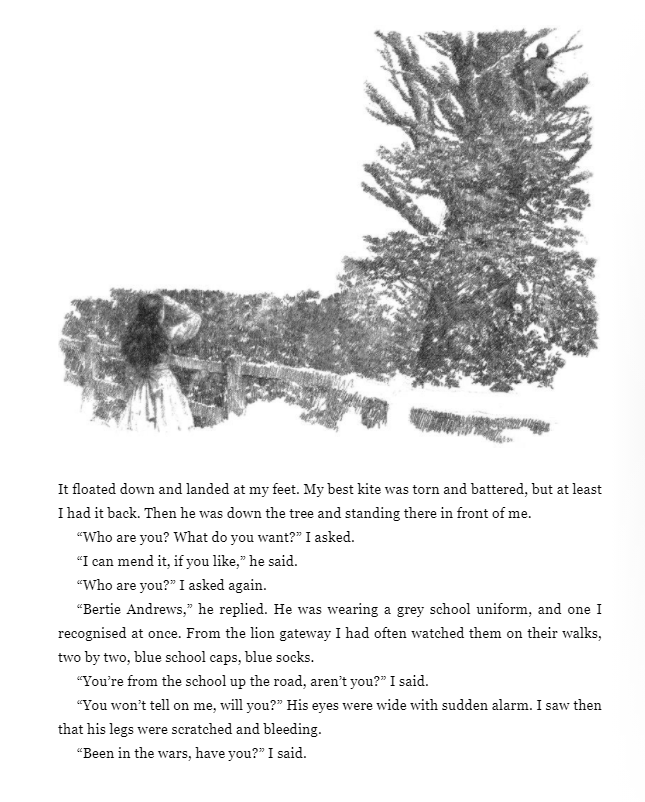 It floated down and landed at my feet. My best kite was torn and battered, but at least
I had it back. Then he was down the tree and standing there in front of me.
“Who are you? What do you want?” I asked.
“I can mend it, if you like,” he said.
“Who are you?” I asked again.
“Bertie Andrews,” he replied. He was wearing a grey school uniform, and one I
recognised at once. From the lion gateway I had often watched them on their walks,
two by two, blue school caps, blue socks.
“You’re from the school up the road, aren’t you?” I said.
“You won’t tell on me, will you?” His eyes were wide with sudden alarm. I saw then
that his legs were scratched and bleeding.
“Been in the wars, have you?” I said.